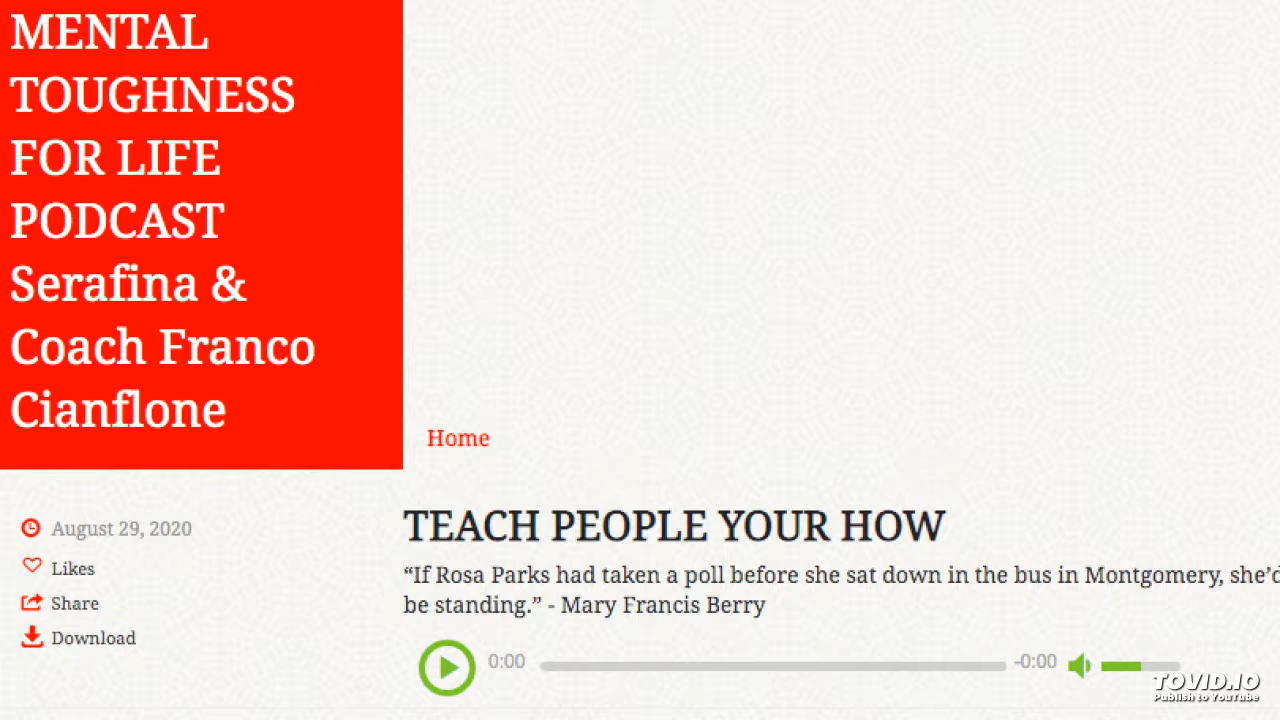 MENTAL
TOUGHNESS
FOR LIFE
PODCAST
Serafina &
Coach Franco
Cianflone
Home
August 29, 2020
Likes
Share
Download
TEACH PEOPLE YOUR HOW
“If Rosa Parks had taken a poll before she sat down in the bus in Montgomery, she’d
be standing.” - Mary Francis Berry
0:00
-0:00
TOVID.IO
Publish to YouTube